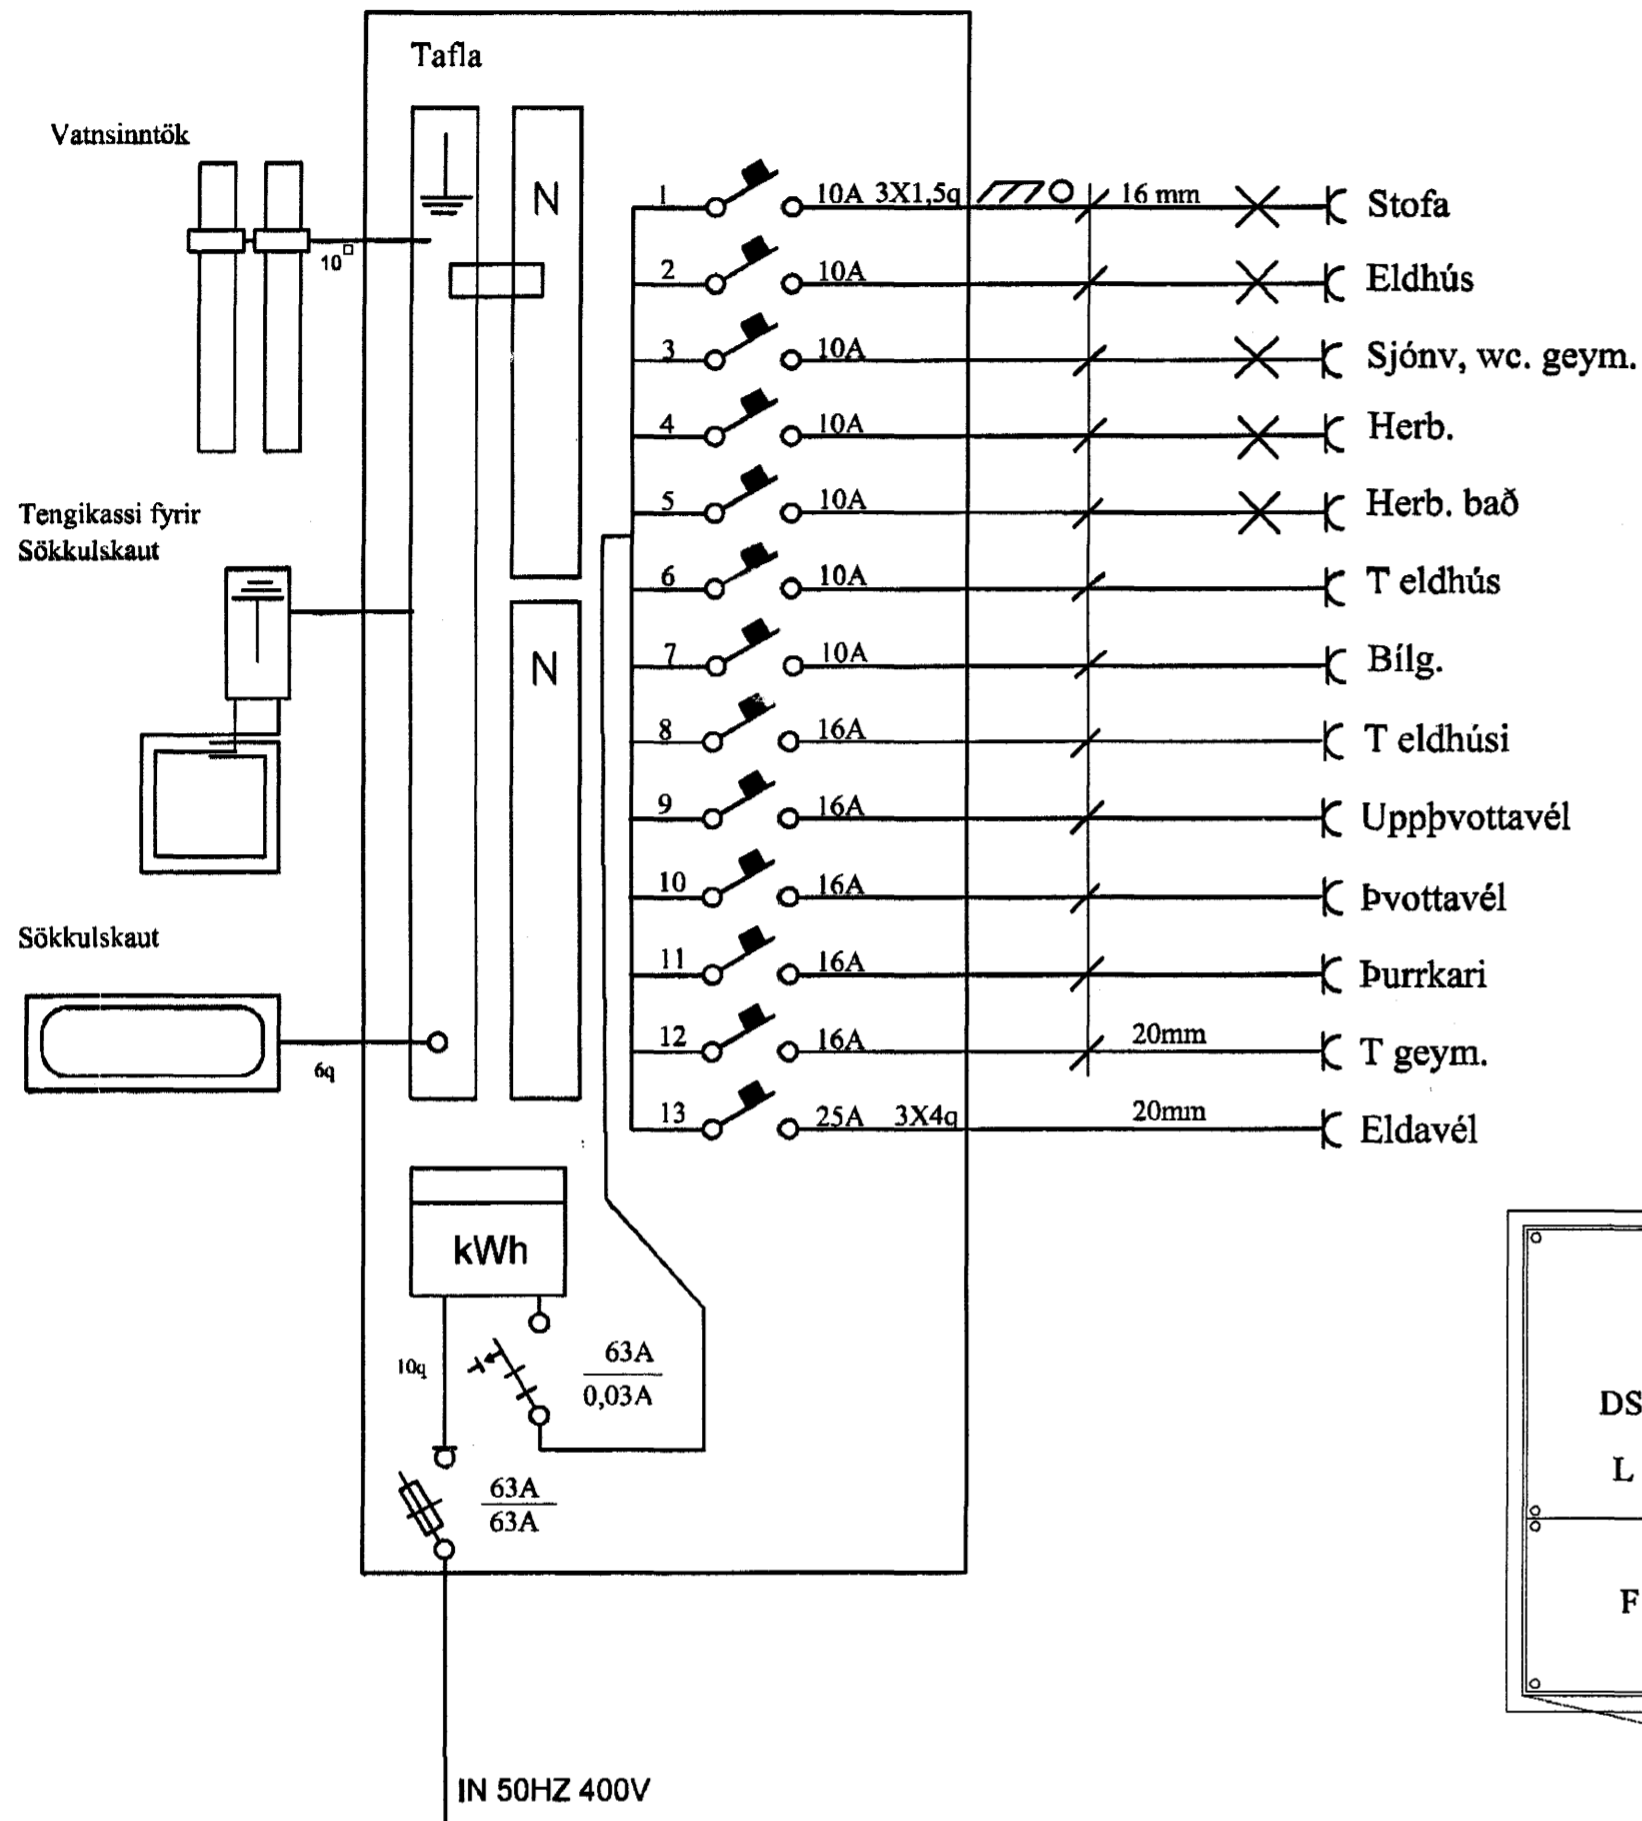 Tafla
Vatnsinntök
10□
N
1 10A 3X1,5q 16 mm Stofa
2 10A Eldhús
3 10A Sjónv, wc. geym.
4 10A Herb.
5 10A Herb. bað
Tengikassi fyrir
Sökkulskaut
6 10A T eldhús
N
7 10A Bílg.
8 16A T eldhúsi
9 16A Uppþvottavél
10 16A Þvottavél
Sökkulskaut
11 16A Þurrkari
12 16A 20mm T geym.
6q
13 25A 3X4q 20mm Eldavél
kWh
10q
63A
0,03A
63A
63A
DS
L
F
IN 50HZ 400V